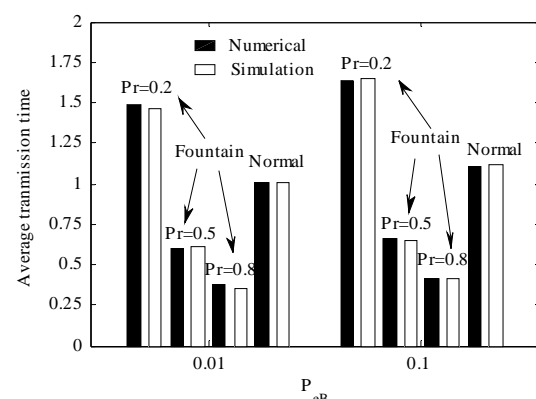 2
1.75
1.5
1.25
1
0.75
0.5
0.25
0
Average tranmission time
Numerical
Simulation
Pr=0.2
Fountain
Normal
Pr=0.5
Pr=0.8
Pr=0.2
Fountain
Normal
Pr=0.5
Pr=0.8
0.01
0.1
P_eB